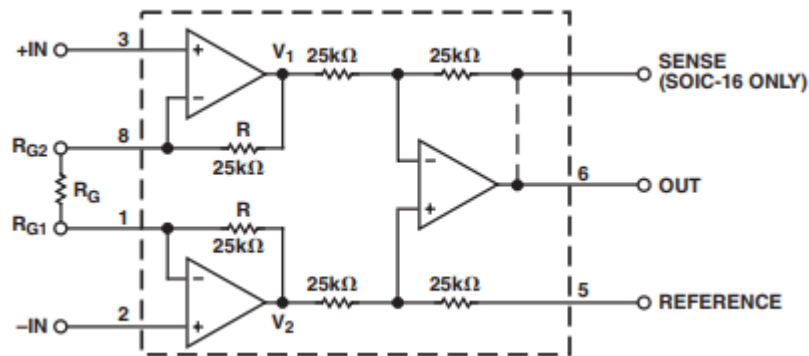 +IN
3
V1
25kΩ
25kΩ
SENSE
(SOIC-16 ONLY)
+
−
RG2
8
R
25kΩ
RG
−
+
6
OUT
RG1
1
R
25kΩ
−
+
25kΩ
25kΩ
5
REFERENCE
−IN
2
V2